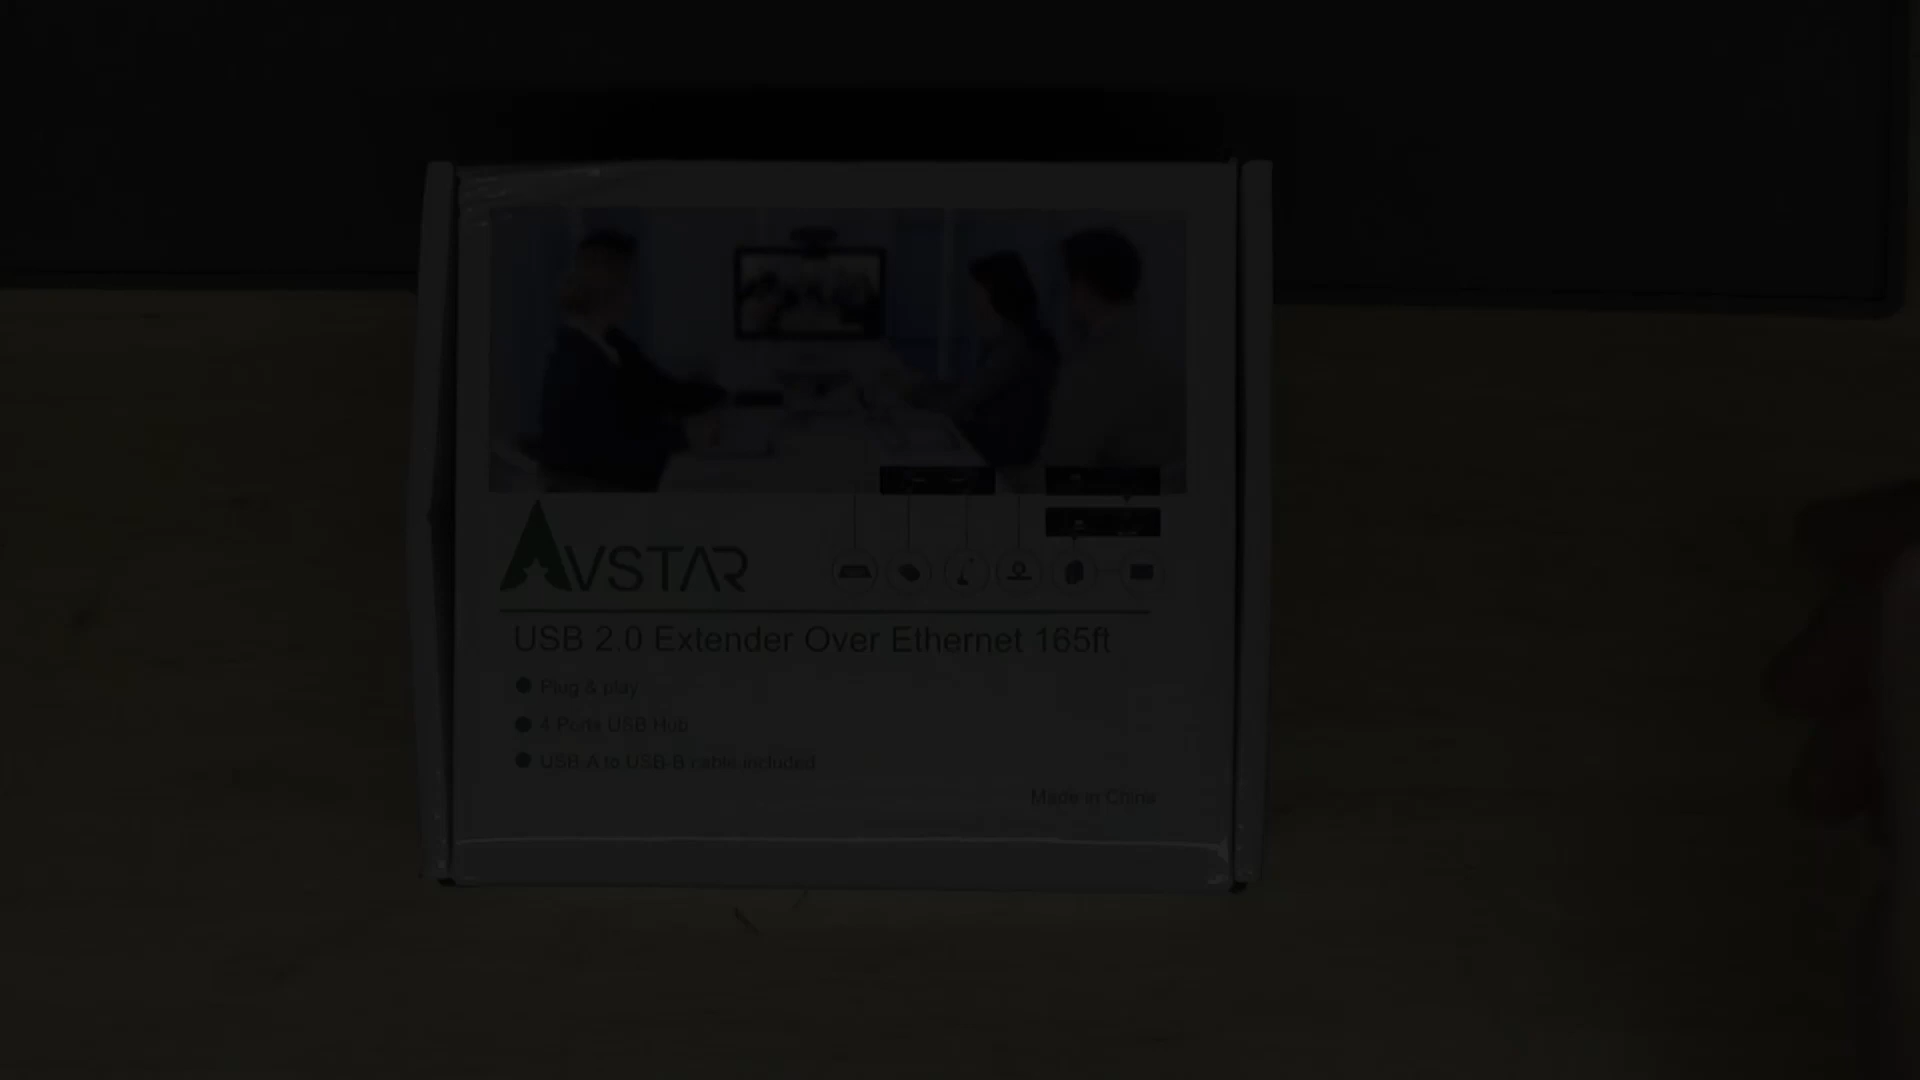 AVSTAR
USB 2.0 Extender Over Ethernet 165ft
Plug & play
4 Ports USB Hub
USB-A to USB-B cable included
Made in China